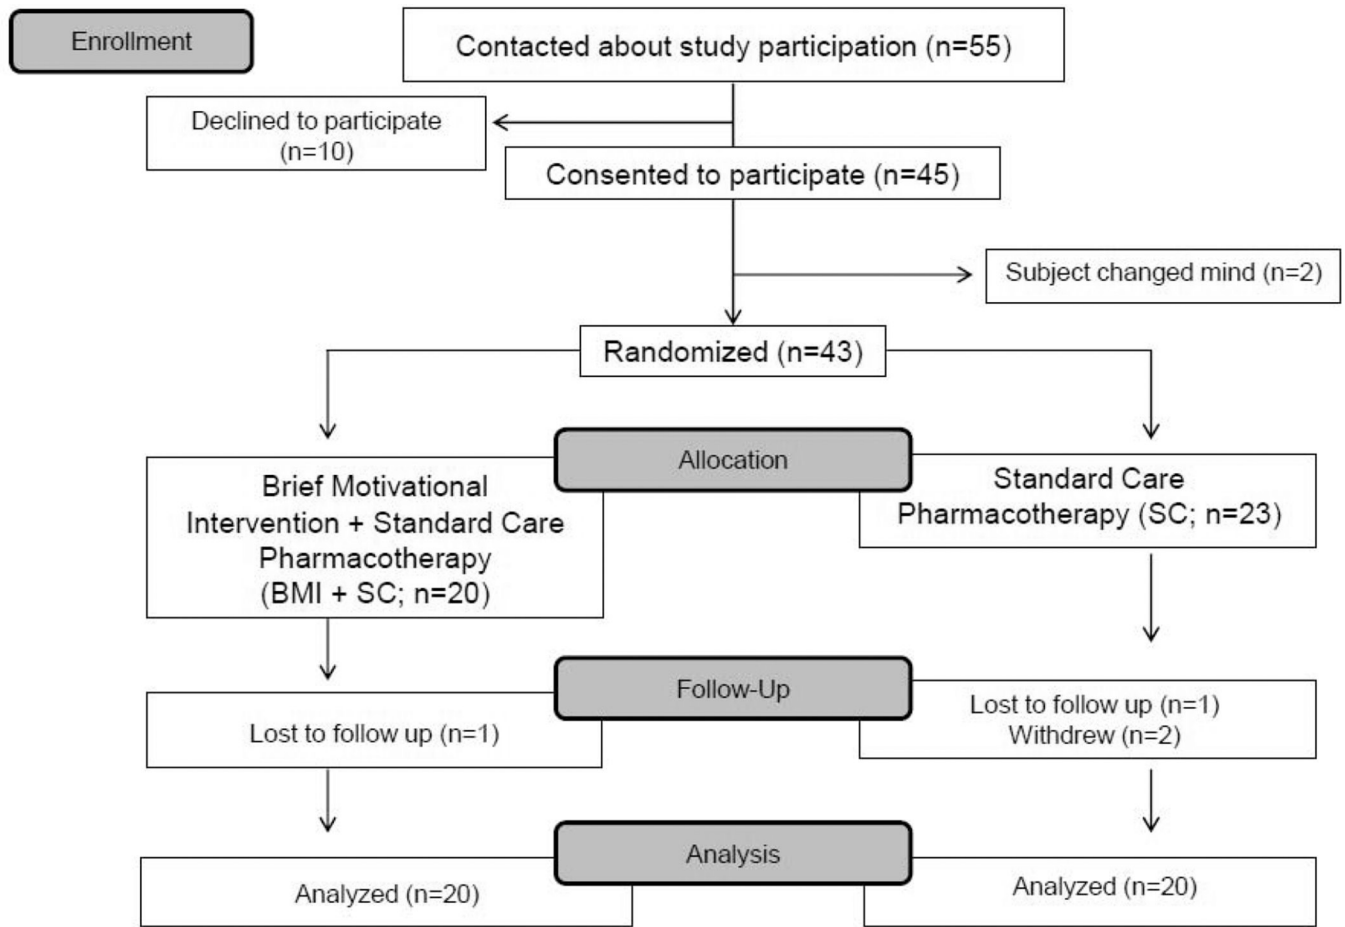 Enrollment
Contacted about study participation (n=55)
Declined to participate
(n=10)
Consented to participate (n=45)
Subject changed mind (n=2)
Randomized (n=43)
Allocation
Brief Motivational
Intervention + Standard Care
Pharmacotherapy
(BMI + SC; n=20)
Standard Care
Pharmacotherapy (SC; n=23)
Follow-Up
Lost to follow up (n=1)
Lost to follow up (n=1)
Withdrew (n=2)
Analysis
Analyzed (n=20)
Analyzed (n=20)